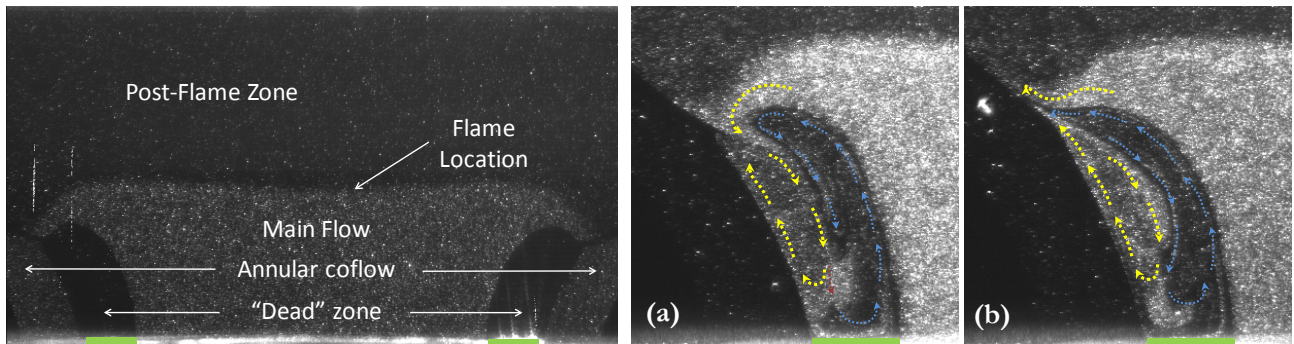 Post-Flame Zone
Flame
Location
Main Flow
Annular coflow
“Dead” zone
(a)
(b)